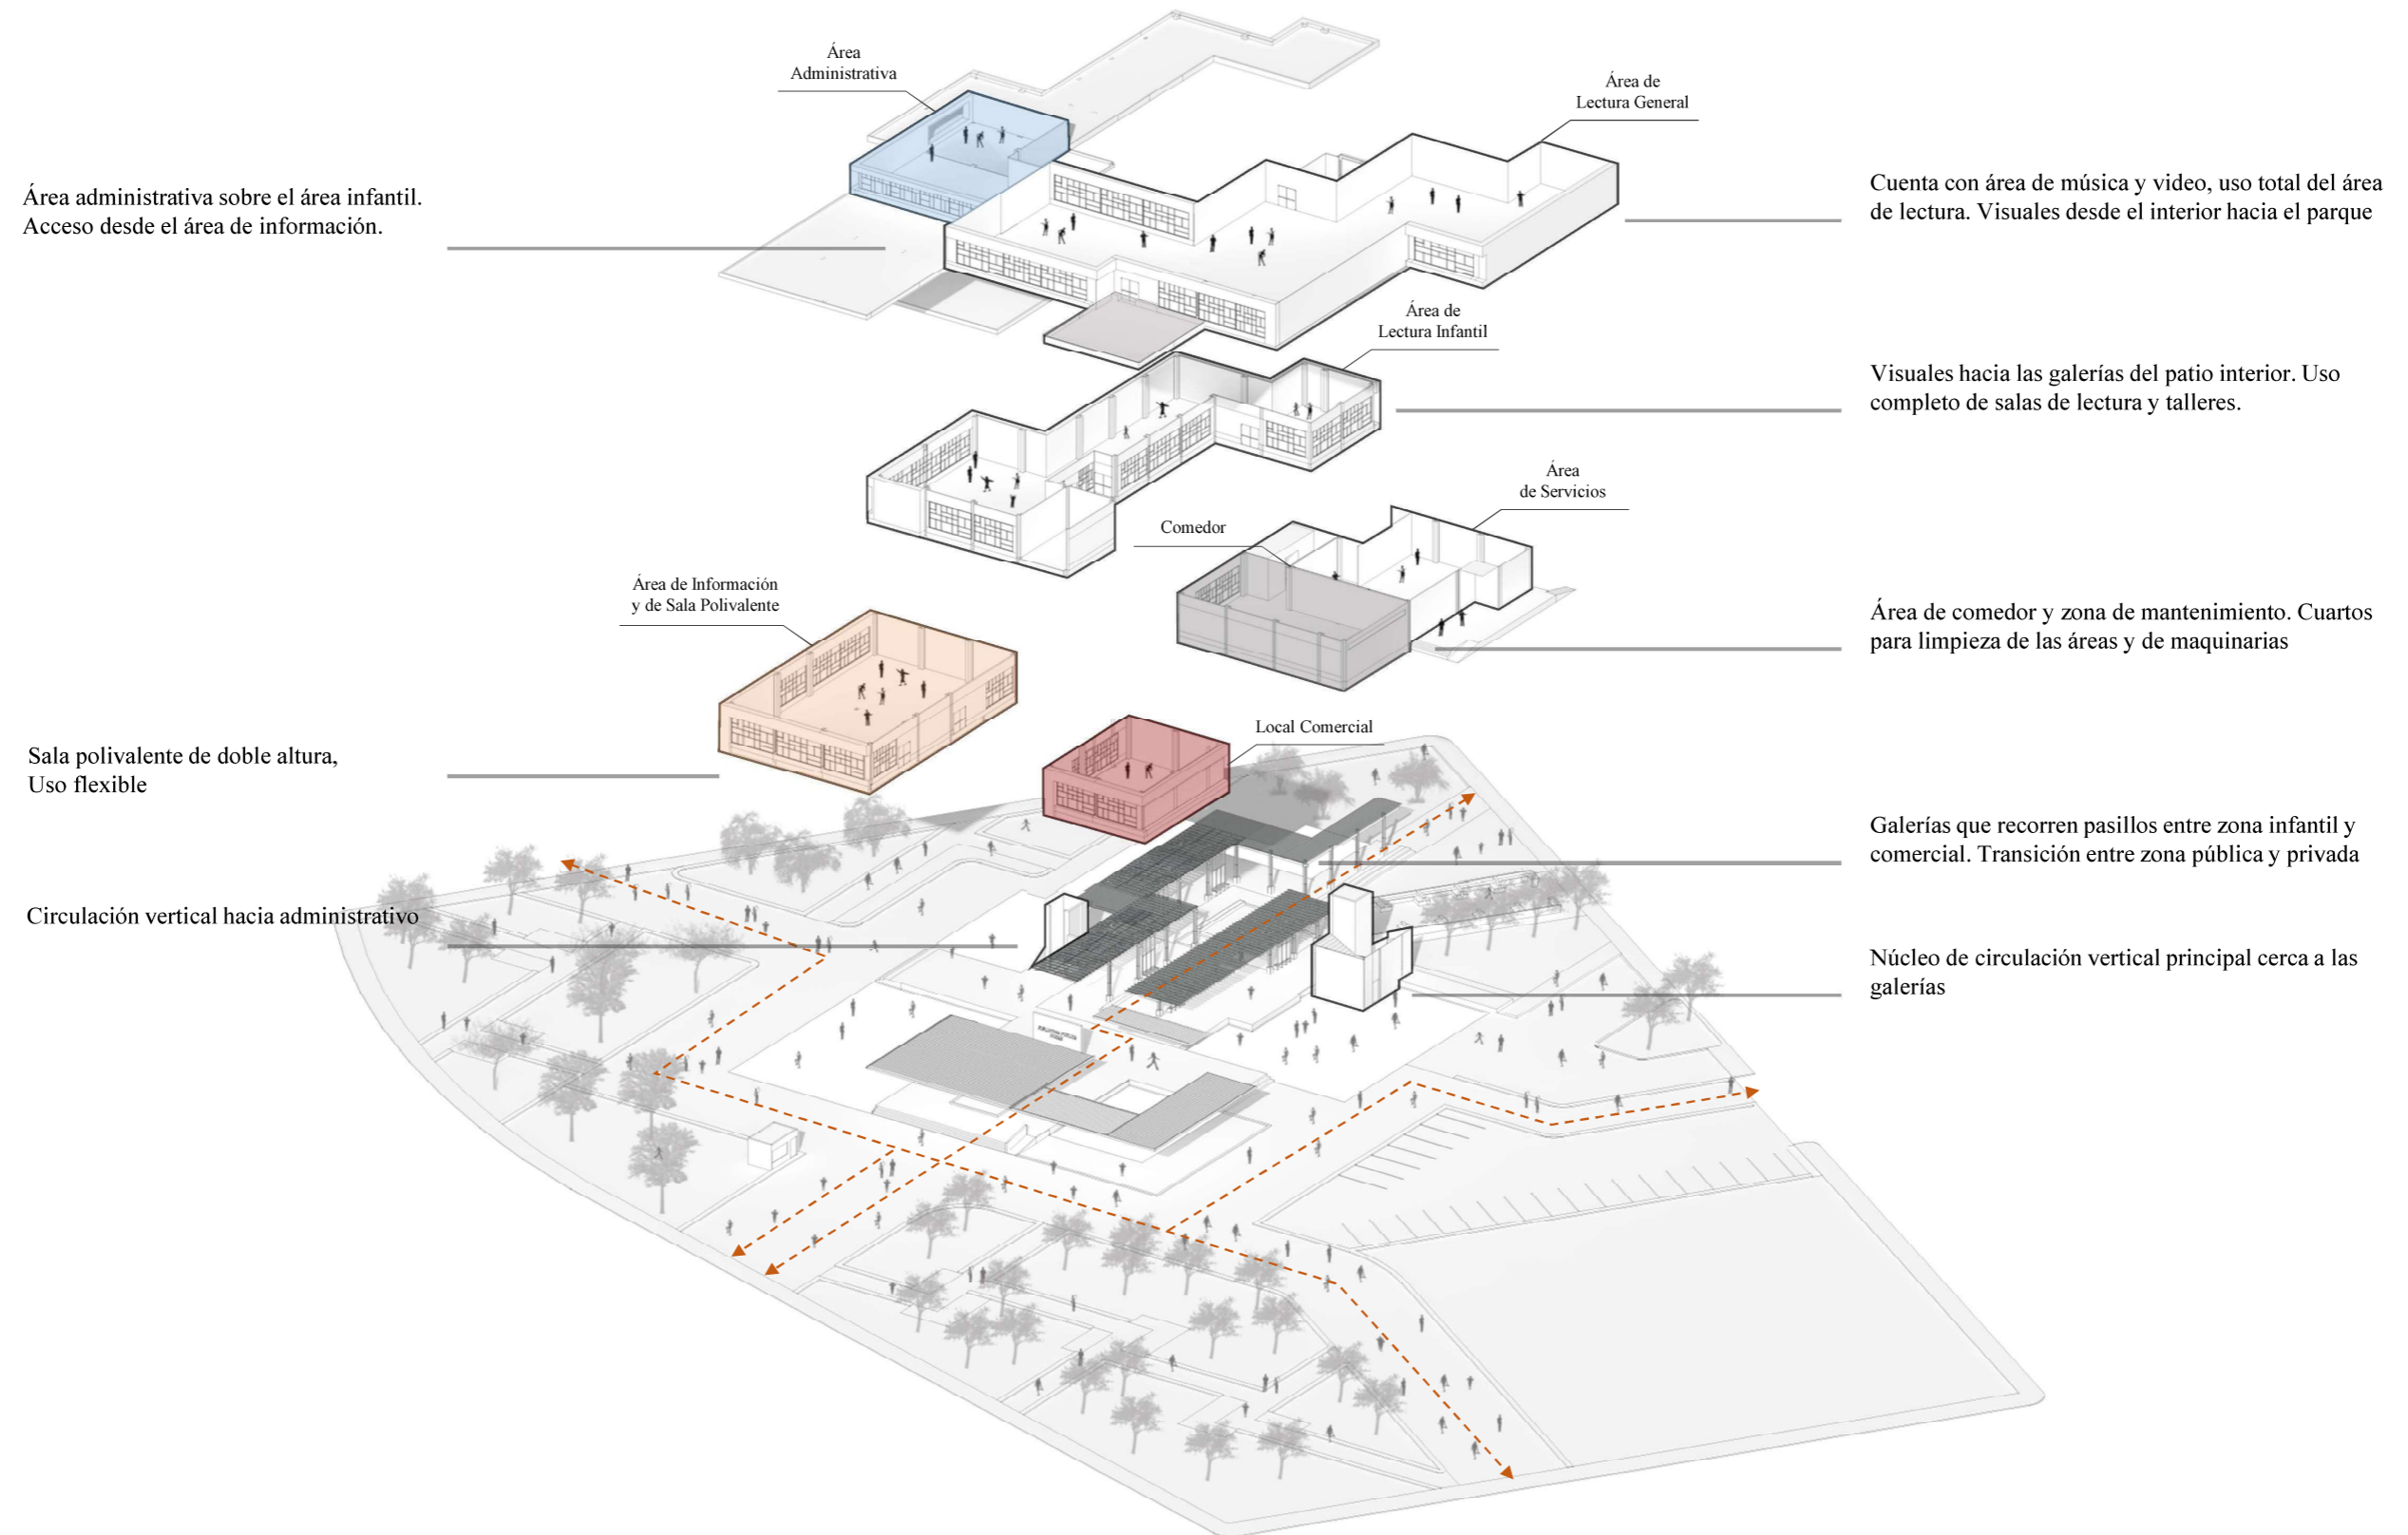 Área
Administrativa
Área de
Lectura General
Área administrativa sobre el área infantil.
Acceso desde el área de información.
Cuenta con área de música y video, uso total del área
de lectura. Visuales desde el interior hacia el parque
Área de
Lectura Infantil
Visuales hacia las galerías del patio interior. Uso
completo de salas de lectura y talleres.
Área
de Servicios
Comedor
Área de Información
y de Sala Polivalente
Área de comedor y zona de mantenimiento. Cuartos
para limpieza de las áreas y de maquinarias
Local Comercial
Sala polivalente de doble altura,
Uso flexible
Galerías que recorren pasillos entre zona infantil y
comercial. Transición entre zona pública y privada
Circulación vertical hacia administrativo
Núcleo de circulación vertical principal cerca a las
galerías